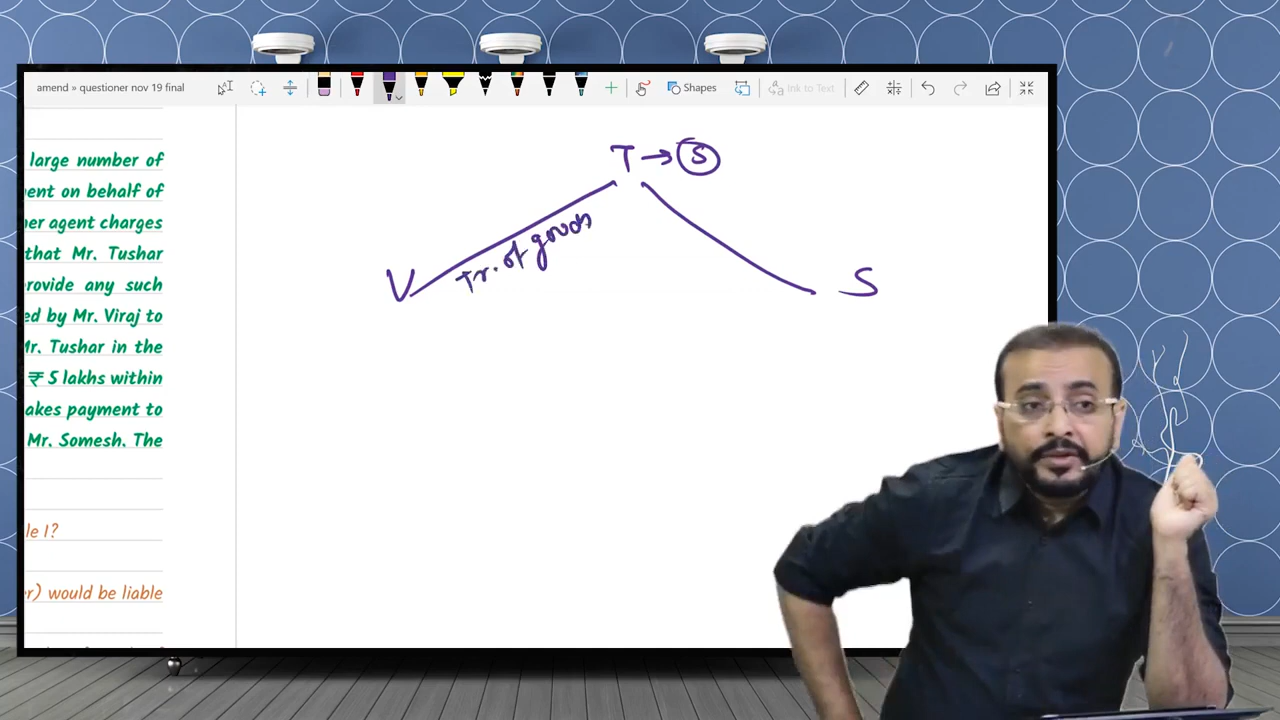 amend » questioner nov 19 final
Shapes
Ink to Text
large number of
ent on behalf of
er agent charges
that Mr. Tushar
rovide any such
ed by Mr. Viraj to
Mr. Tushar in the
₹ 5 lakhs within
akes payment to
Mr. Somesh. The
le 1?
r) would be liable
T → S
Tr. of goods
V
S